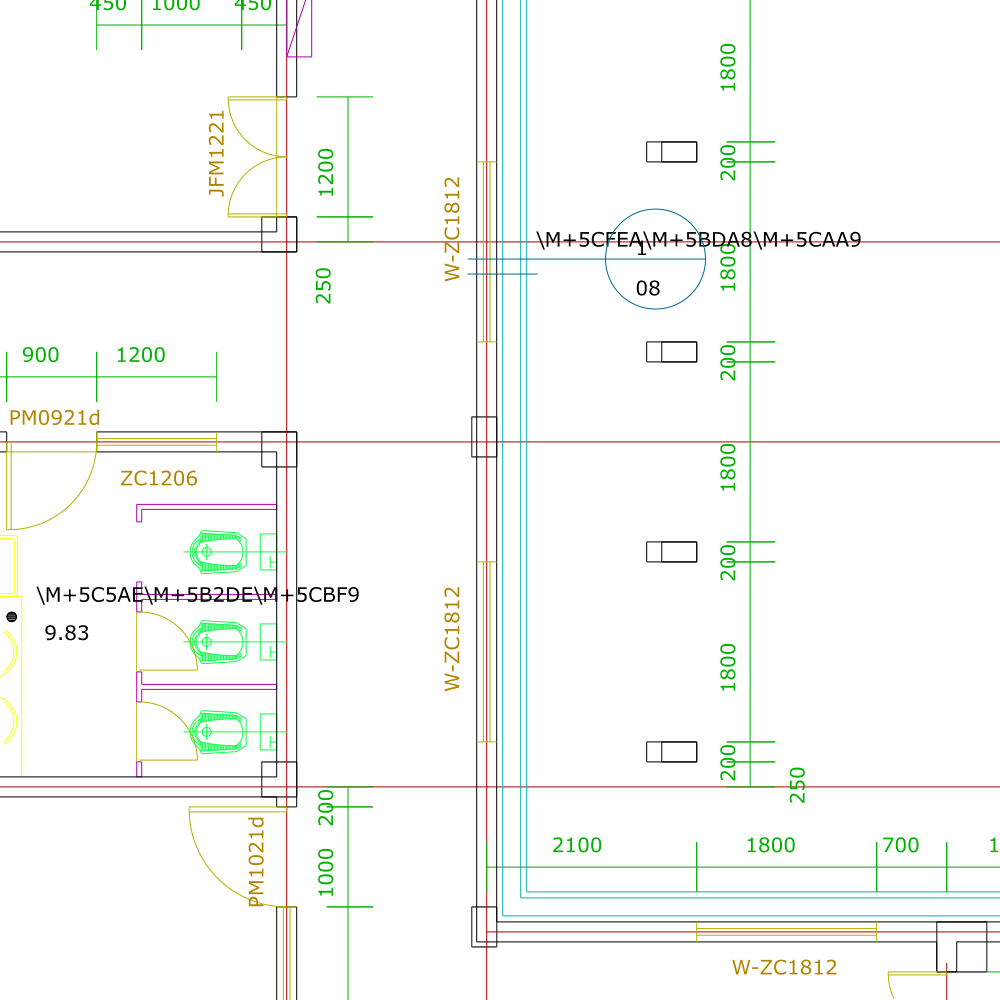 450 1000 450
1800
JFM1221
1200
200
W-ZC1812
\M+5CFEA\M+5BDA8\M+5CAA9
1
1800
08
250
900 1200
200
PM0921d
ZC1206
1800
200
\M+5C5AE\M+5B2DE\M+5CBF9
9.83
W-ZC1812
1800
200
250
200
PM1021d
1000
2100 1800 700
W-ZC1812